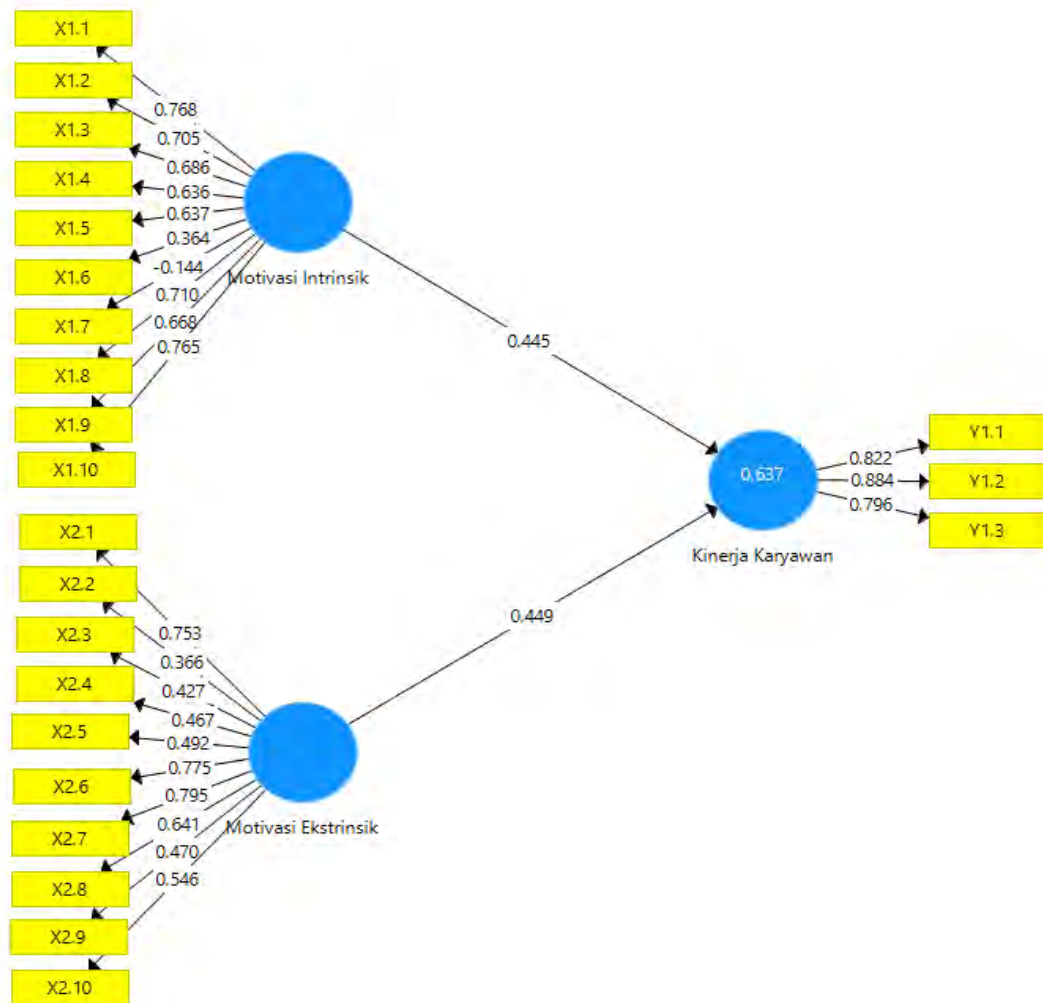 X1.1
X1.2
X1.3
X1.4
X1.5
X1.6
X1.7
X1.8
X1.9
X1.10
0.768
0.705
0.686
0.636
0.637
0.364
-0.144
0.710
0.668
0.765
Motivasi Intrinsik
0.445
0.637
Kinerja Karyawan
0.822
0.884
0.796
Y1.1
Y1.2
Y1.3
X2.1
X2.2
X2.3
X2.4
X2.5
X2.6
X2.7
X2.8
X2.9
X2.10
0.753
0.366
0.427
0.467
0.492
0.775
0.795
0.641
0.470
0.546
Motivasi Ekstrinsik
0.449